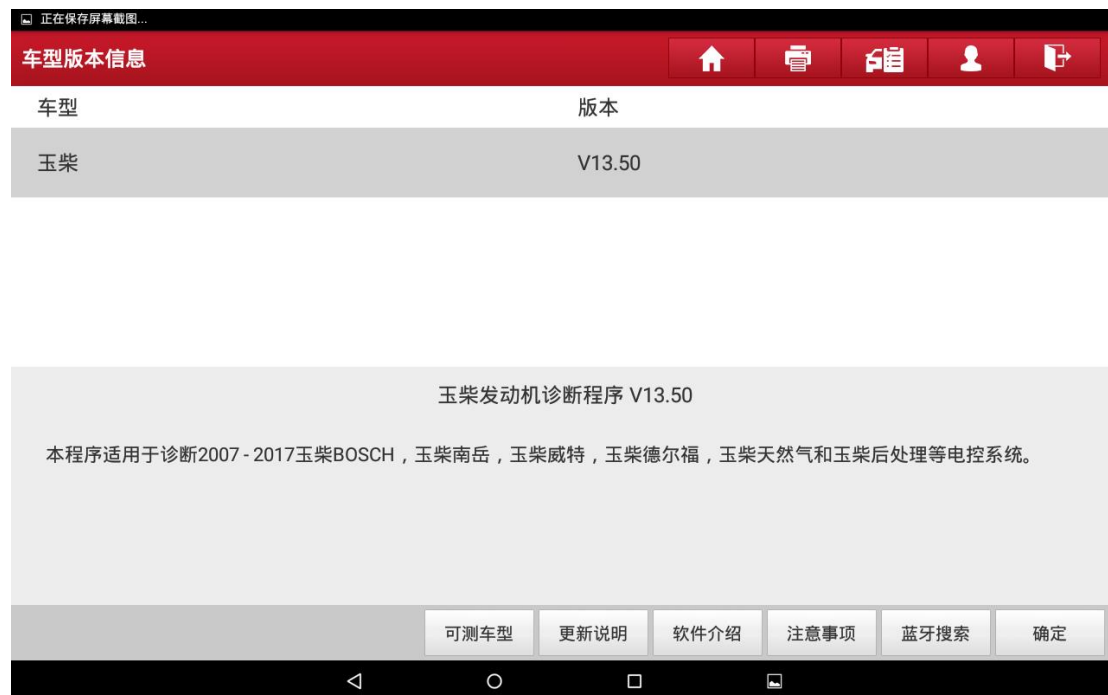 正在保存屏幕截图...
车型版本信息
车型 版本
玉柴 V13.50
玉柴发动机诊断程序 V13.50
本程序适用于诊断2007-2017玉柴BOSCH，玉柴南岳，玉柴威特，玉柴德尔福，玉柴天然气和玉柴后处理等电控系统。
可测车型 更新说明 软件介绍 注意事项 蓝牙搜索 确定